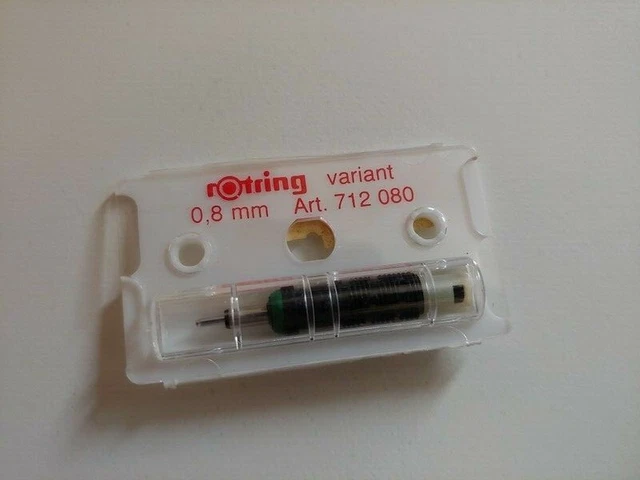 rotring variant
0,8 mm Art. 712 080